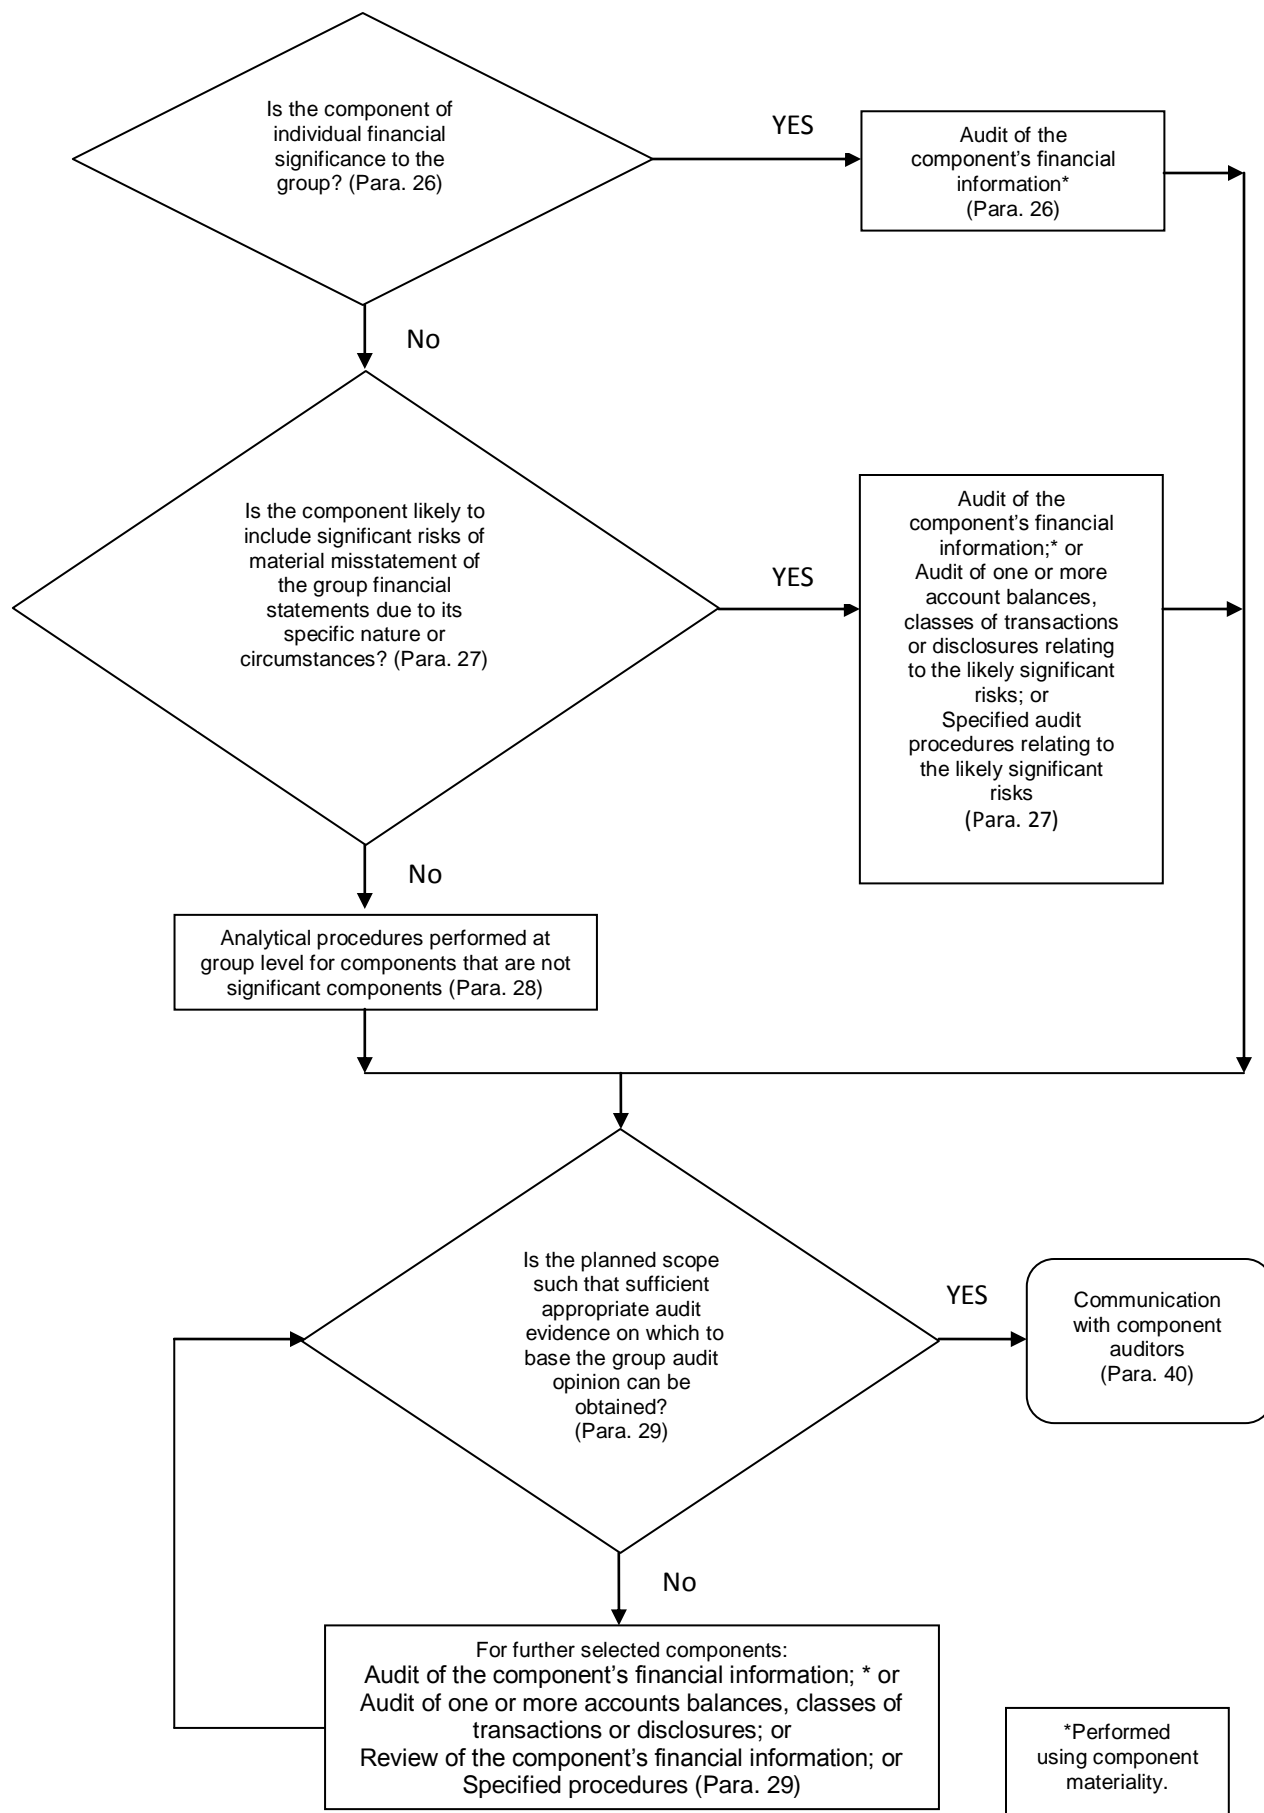 Is the component of
individual financial
significance to the
group? (Para. 26)
YES
Audit of the
component's financial
information*
(Para. 26)
No
Is the component likely to
include significant risks of
material misstatement of
the group financial
statements due to its
specific nature or
circumstances? (Para. 27)
YES
Audit of the
component's financial
information;* or
Audit of one or more
account balances,
classes of transactions
or disclosures relating
to the likely significant
risks; or
Specified audit
procedures relating to
the likely significant
risks
(Para. 27)
No
Analytical procedures performed at
group level for components that are not
significant components (Para. 28)
Is the planned scope
such that sufficient
appropriate audit
evidence on which to
base the group audit
opinion can be
obtained?
(Para. 29)
YES
Communication
with component
auditors
(Para. 40)
No
For further selected components:
Audit of the component's financial information; * or
Audit of one or more accounts balances, classes of
transactions or disclosures; or
Review of the component's financial information; or
Specified procedures (Para. 29)
*Performed
using component
materiality.